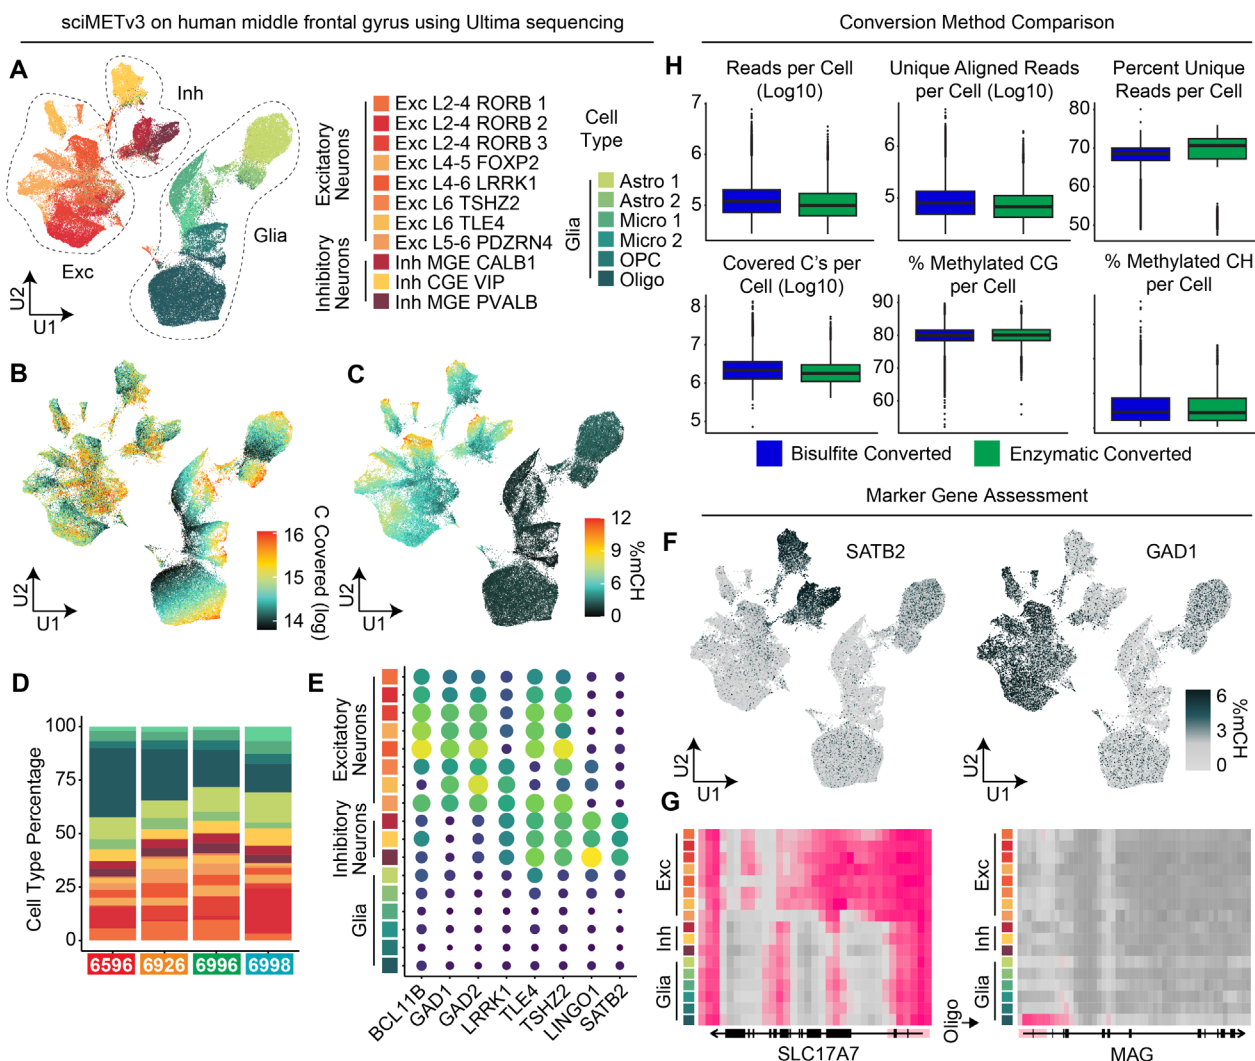 sciMETv3 on human middle frontal gyrus using Ultima sequencing
Conversion Method Comparison
A
Inh
Exc
Glia
U2
U1
Excitatory
Neurons
Inhibitory
Neurons
Exc L2-4 RORB 1
Exc L2-4 RORB 2
Exc L2-4 RORB 3
Exc L4-5 FOXP2
Exc L4-6 LRRK1
Exc L6 TSHZ2
Exc L6 TLE4
Exc L5-6 PDZRN4
Inh MGE CALB1
Inh CGE VIP
Inh MGE PVALB
Cell
Type
Glia
Astro 1
Astro 2
Micro 1
Micro 2
OPC
Oligo
H
Reads per Cell
(Log10)
7
6
5
Unique Aligned Reads
per Cell (Log10)
6
5
Percent Unique
Reads per Cell
80
70
60
50
Covered C's per
Cell (Log10)
8
7
6
5
% Methylated CG
per Cell
90
80
70
60
% Methylated CH
per Cell
Bisulfite Converted
Enzymatic Converted
B
U2
U1
C Covered (log)
16
15
14
C
U2
U1
%mCH
12
9
6
3
0
Marker Gene Assessment
F
SATB2
GAD1
U2
U1
6
3
0
%mCH
D
Cell Type Percentage
100
75
50
25
0
6596
6926
6996
6998
E
Excitatory
Neurons
Inhibitory
Neurons
Glia
BCL11B
GAD1
GAD2
LRRK1
TLE4
TSHZ2
LINGO1
SATB2
G
Exc
Inh
Glia
SLC17A7
Oligo
Exc
Inh
Glia
MAG